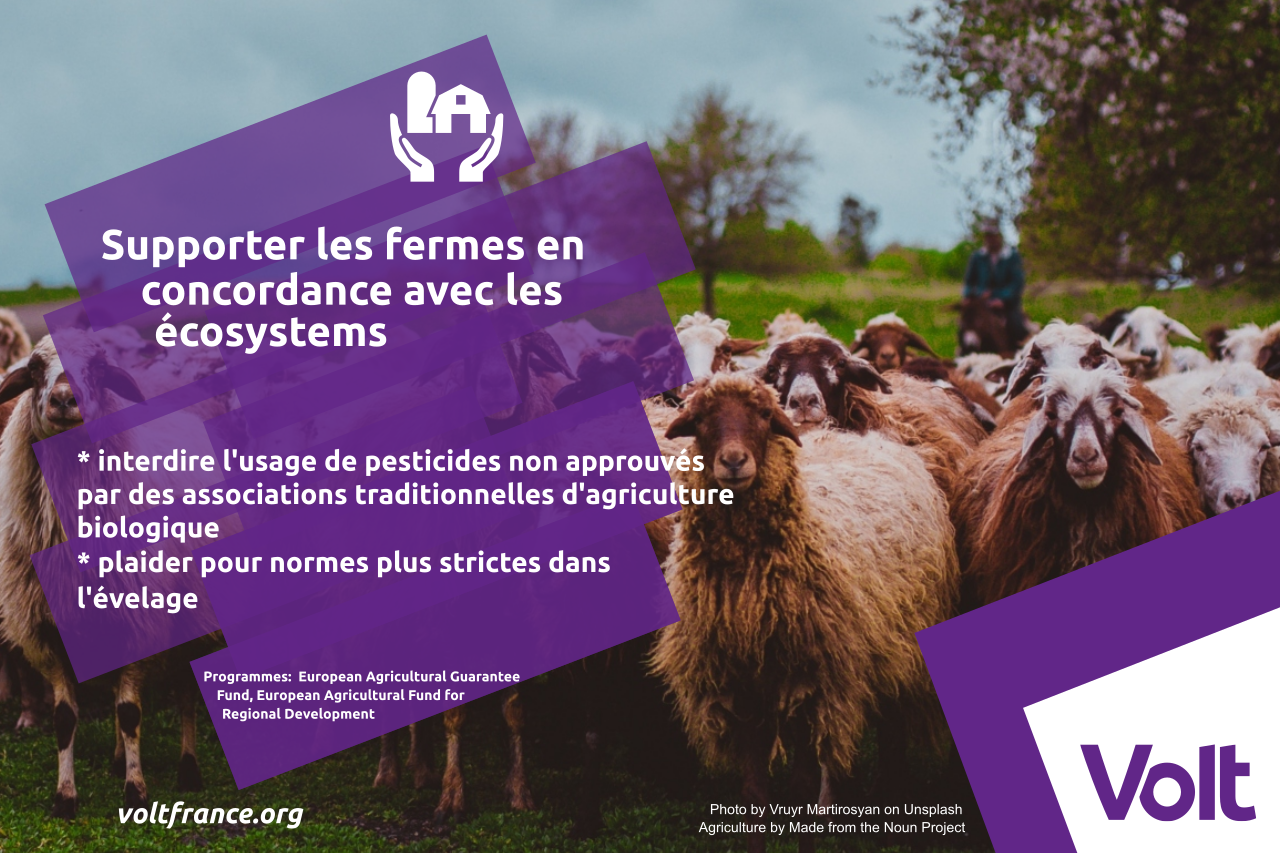 Supporter les fermes en
concordance avec les
écosystems
* interdire l'usage de pesticides non approuvés
par des associations traditionnelles d'agriculture
biologique
* plaider pour normes plus strictes dans
l'évelage
Programmes: European Agricultural Guarantee
Fund, European Agricultural Fund for
Regional Development
voltfrance.org
Photo by Vruyr Martirosyan on Unsplash
Agriculture by Made from the Noun Project
Volt